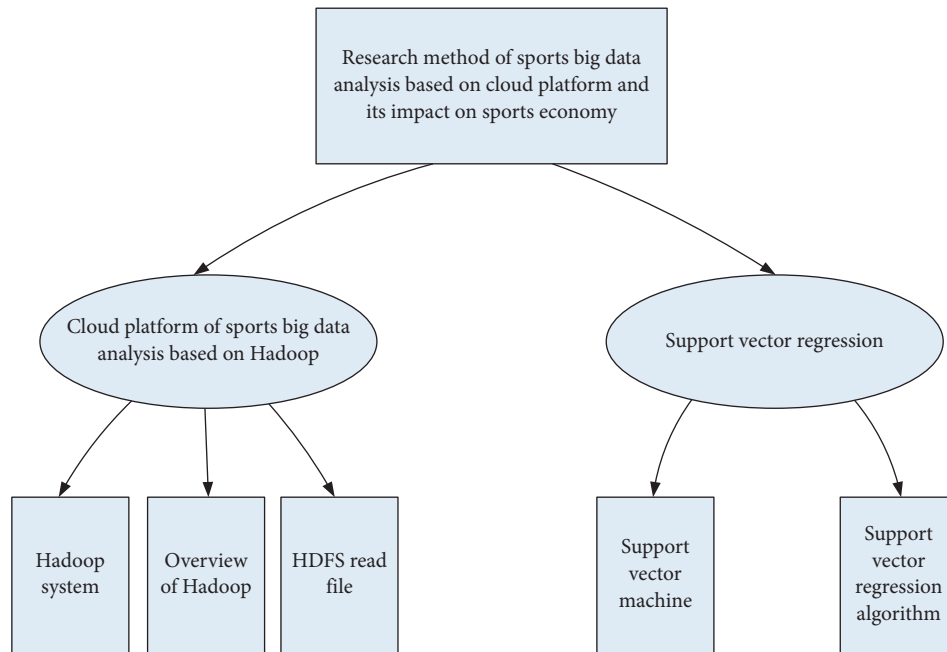 Research method of sports big data
analysis based on cloud platform and
its impact on sports economy
Cloud platform of sports big data
analysis based on Hadoop
Support vector regression
Hadoop
system
Overview
of Hadoop
HDFS read
file
Support
vector
machine
Support
vector
regression
algorithm